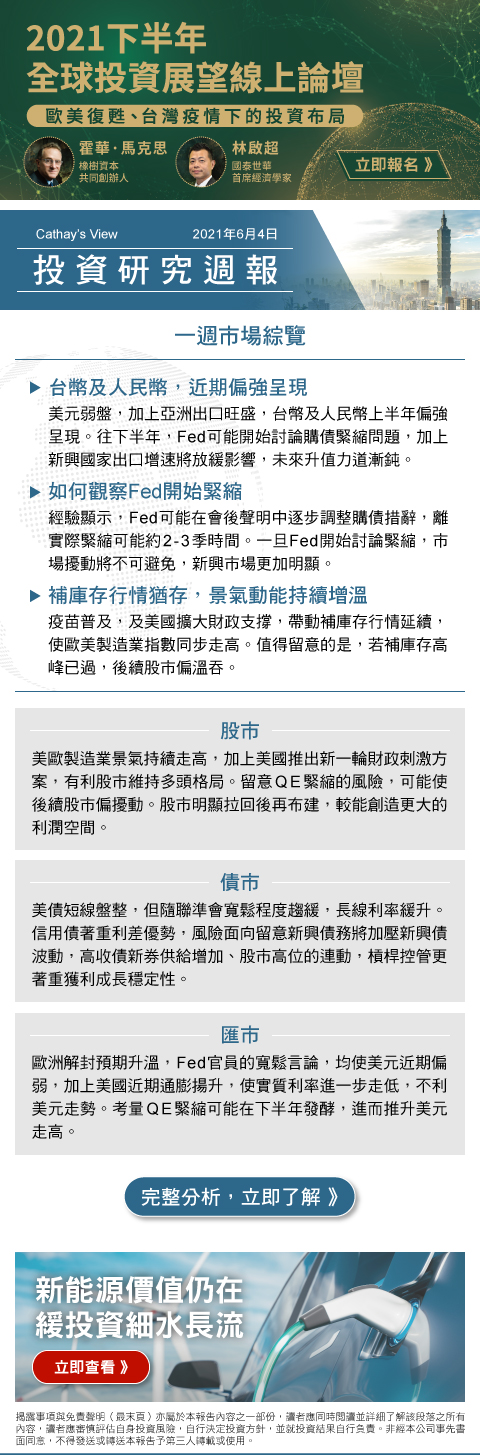 2021下半年
全球投資展望線上論壇
歐美復甦、台灣疫情下的投資布局
霍華·馬克思
橡樹資本
共同創辦人
林啟超
國泰世華
首席經濟學家
立即報名 》
Cathay's View
2021年6月4日
投資研究週報
一週市場綜覽
▶ 台幣及人民幣，近期偏強呈現
美元弱盤，加上亞洲出口旺盛，台幣及人民幣上半年偏強
呈現。往下半年，Fed可能開始討論購債緊縮問題，加上
新興國家出口增速將放緩影響，未來升值力道漸鈍。
▶ 如何觀察Fed開始緊縮
經驗顯示，Fed可能在會後聲明中逐步調整購債措辭，離
實際緊縮可能約2-3季時間。一旦Fed開始討論緊縮，市
場擾動將不可避免，新興市場更加明顯。
▶ 補庫存行情猶存，景氣動能持續增溫
疫苗普及，及美國擴大財政支撐，帶動補庫存行情延續，
使歐美製造業指數同步走高。值得留意的是，若補庫存高
峰已過，後續股市偏溫吞。
股市
美歐製造業景氣持續走高，加上美國推出新一輪財政刺激方
案，有利股市維持多頭格局。留意QE緊縮的風險，可能使
後續股市偏擾動。股市明顯拉回後再布建，較能創造更大的
利潤空間。
債市
美債短線盤整，但隨聯準會寬鬆程度趨緩，長線利率緩升。
信用債著重利差優勢，風險面向留意新興債務將加壓新興債
波動，高收債新券供給增加、股市高位的連動，槓桿控管更
著重獲利成長穩定性。
匯市
歐洲解封預期升溫，Fed官員的寬鬆言論，均使美元近期偏
弱，加上美國近期通膨揚升，使實質利率進一步走低，不利
美元走勢。考量QE緊縮可能在下半年發酵，進而推升美元
走高。
完整分析，立即了解 》
新能源價值仍在
緩投資細水長流
立即查看 》
揭露事項與免責聲明（最末頁）亦屬於本報告內容之一部份，讀者應同時閱讀並詳細了解該段落之所有
內容，讀者應審慎評估自身投資風險，自行決定投資方針，並就投資結果自行負責。非經本公司事先書
面同意，不得發送或轉送本報告予第三人轉載或使用。